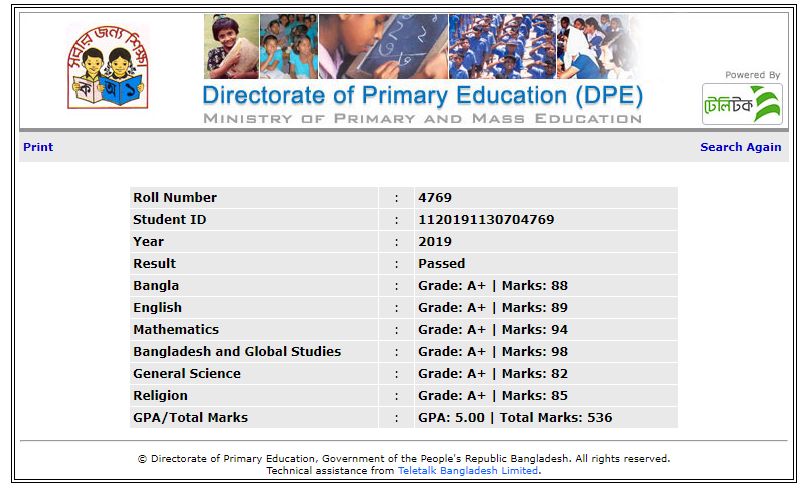 সবার জন্য শিক্ষা
ক অ ১
Directorate of Primary Education (DPE)
Ministry of Primary and Mass Education
Powered By
টেলিটক
Print
Search Again
Roll Number : 4769
Student ID : 1120191130704769
Year : 2019
Result : Passed
Bangla : Grade: A+ | Marks: 88
English : Grade: A+ | Marks: 89
Mathematics : Grade: A+ | Marks: 94
Bangladesh and Global Studies : Grade: A+ | Marks: 98
General Science : Grade: A+ | Marks: 82
Religion : Grade: A+ | Marks: 85
GPA/Total Marks : GPA: 5.00 | Total Marks: 536
© Directorate of Primary Education, Government of the People's Republic Bangladesh. All rights reserved.
Technical assistance from Teletalk Bangladesh Limited.